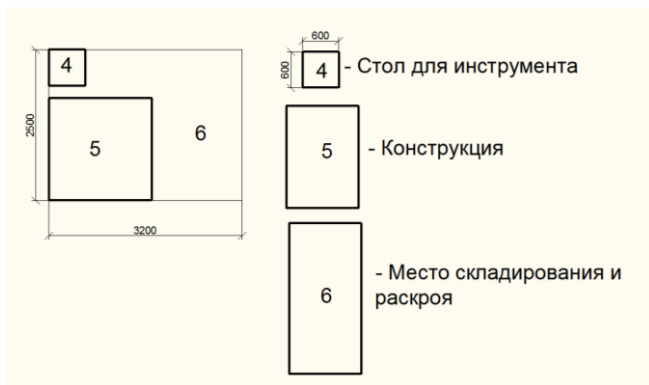 4
2500
5
6
3200
600
600
4
- Стол для инструмента
5
- Конструкция
6
- Место складирования и
раскроя